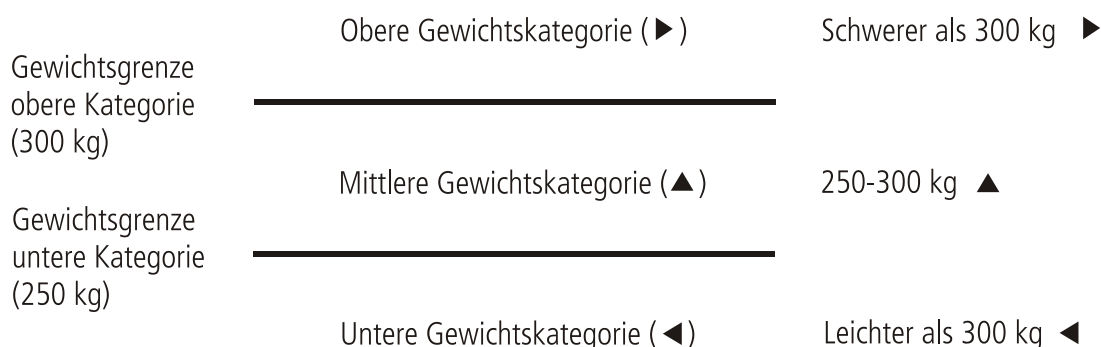 Obere Gewichtskategorie (▶) Schwerer als 300 kg ▶
Gewichtsgrenze
obere Kategorie
(300 kg)
Mittlere Gewichtskategorie (▲) 250-300 kg ▲
Gewichtsgrenze
untere Kategorie
(250 kg)
Untere Gewichtskategorie (◀) Leichter als 300 kg ◀